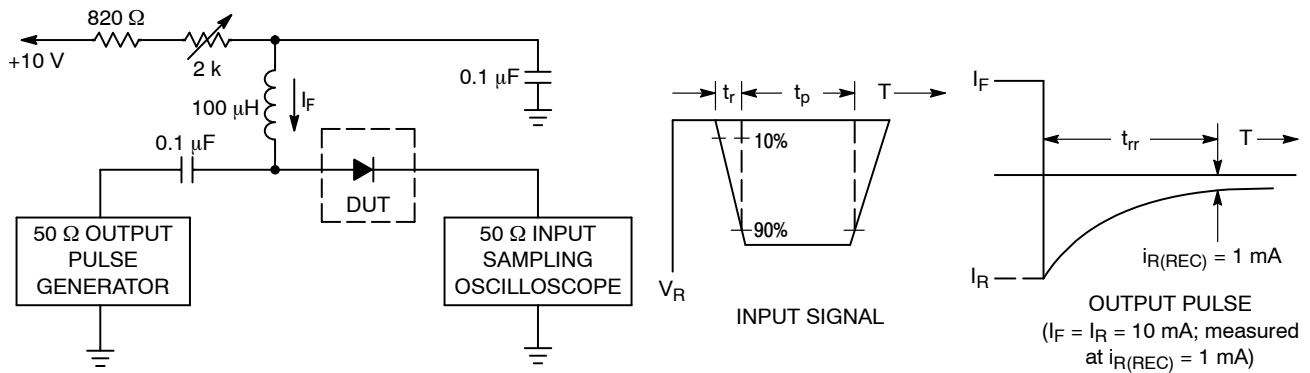 820 Ω
+10 V
2 k
100 μH
I_F
0.1 μF
0.1 μF
DUT
50 Ω OUTPUT
PULSE
GENERATOR
50 Ω INPUT
SAMPLING
OSCILLOSCOPE
t_r
t_p
T
10%
90%
V_R
INPUT SIGNAL
I_F
t_rr
T
I_R
i_R(REC) = 1 mA
OUTPUT PULSE
(I_F = I_R = 10 mA; measured
at i_R(REC) = 1 mA)